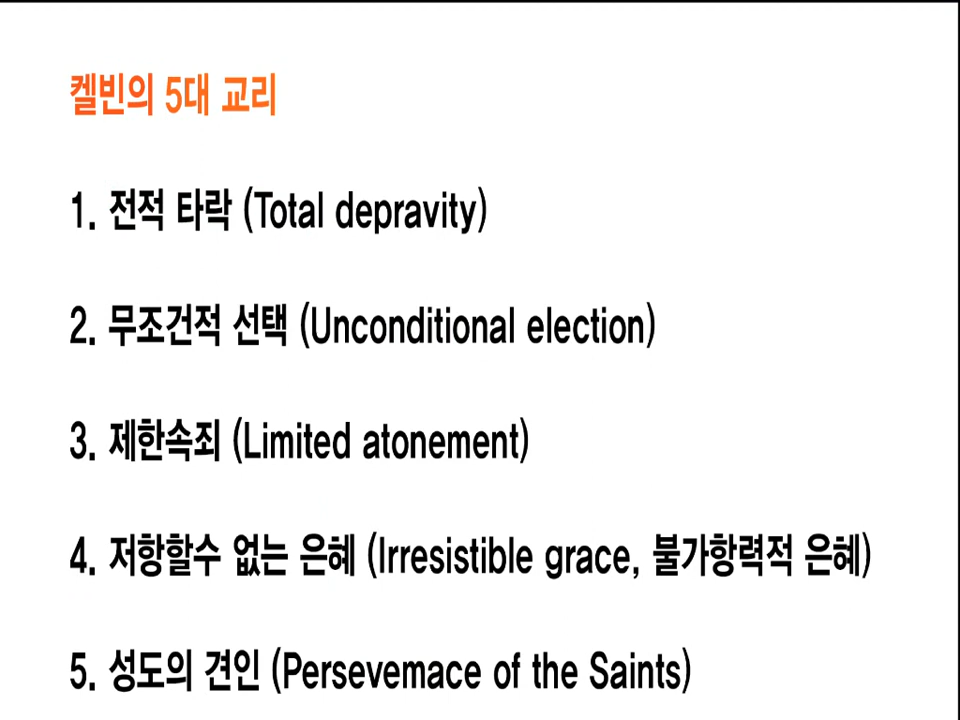 켈빈의 5대 교리
1. 전적 타락 (Total depravity)
2. 무조건적 선택 (Unconditional election)
3. 제한속죄 (Limited atonement)
4. 저항할수 없는 은혜 (Irresistible grace, 불가항력적 은혜)
5. 성도의 견인 (Persevemace of the Saints)